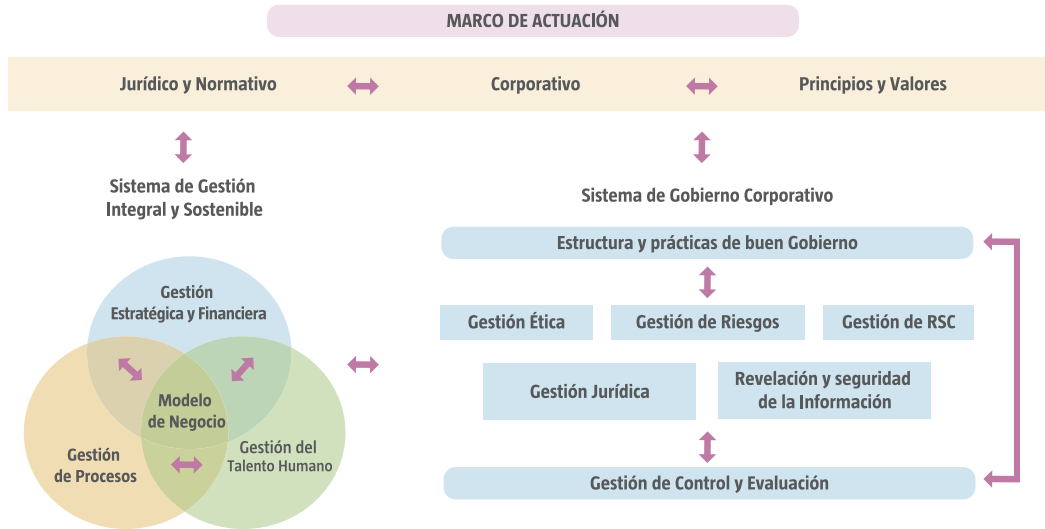 MARCO DE ACTUACIÓN
Jurídico y Normativo
Corporativo
Principios y Valores
Sistema de Gestión
Integral y Sostenible
Gestión
Estratégica y Financiera
Modelo
de Negocio
Gestión
de Procesos
Gestión del
Talento Humano
Sistema de Gobierno Corporativo
Estructura y prácticas de buen Gobierno
Gestión Ética
Gestión de Riesgos
Gestión de RSC
Gestión Jurídica
Revelación y seguridad
de la Información
Gestión de Control y Evaluación